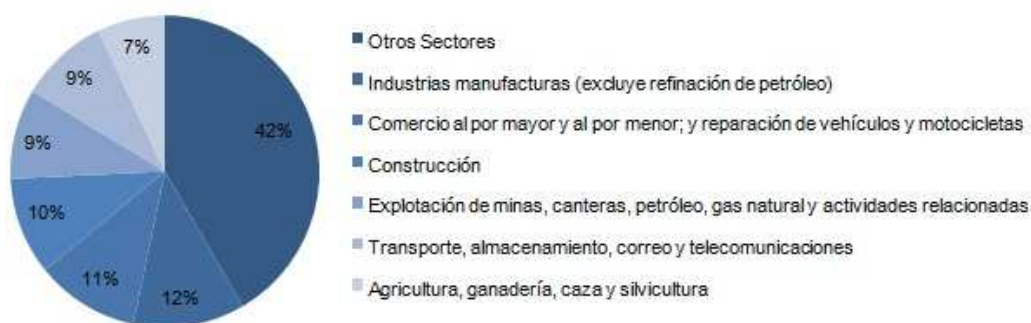 7%
9%
9%
10%
11%
12%
42%
Otros Sectores
Industrias manufacturas (excluye refinación de petróleo)
Comercio al por mayor y al por menor; y reparación de vehículos y motocicletas
Construcción
Explotación de minas, canteras, petróleo, gas natural y actividades relacionadas
Transporte, almacenamiento, correo y telecomunicaciones
Agricultura, ganadería, caza y silvicultura